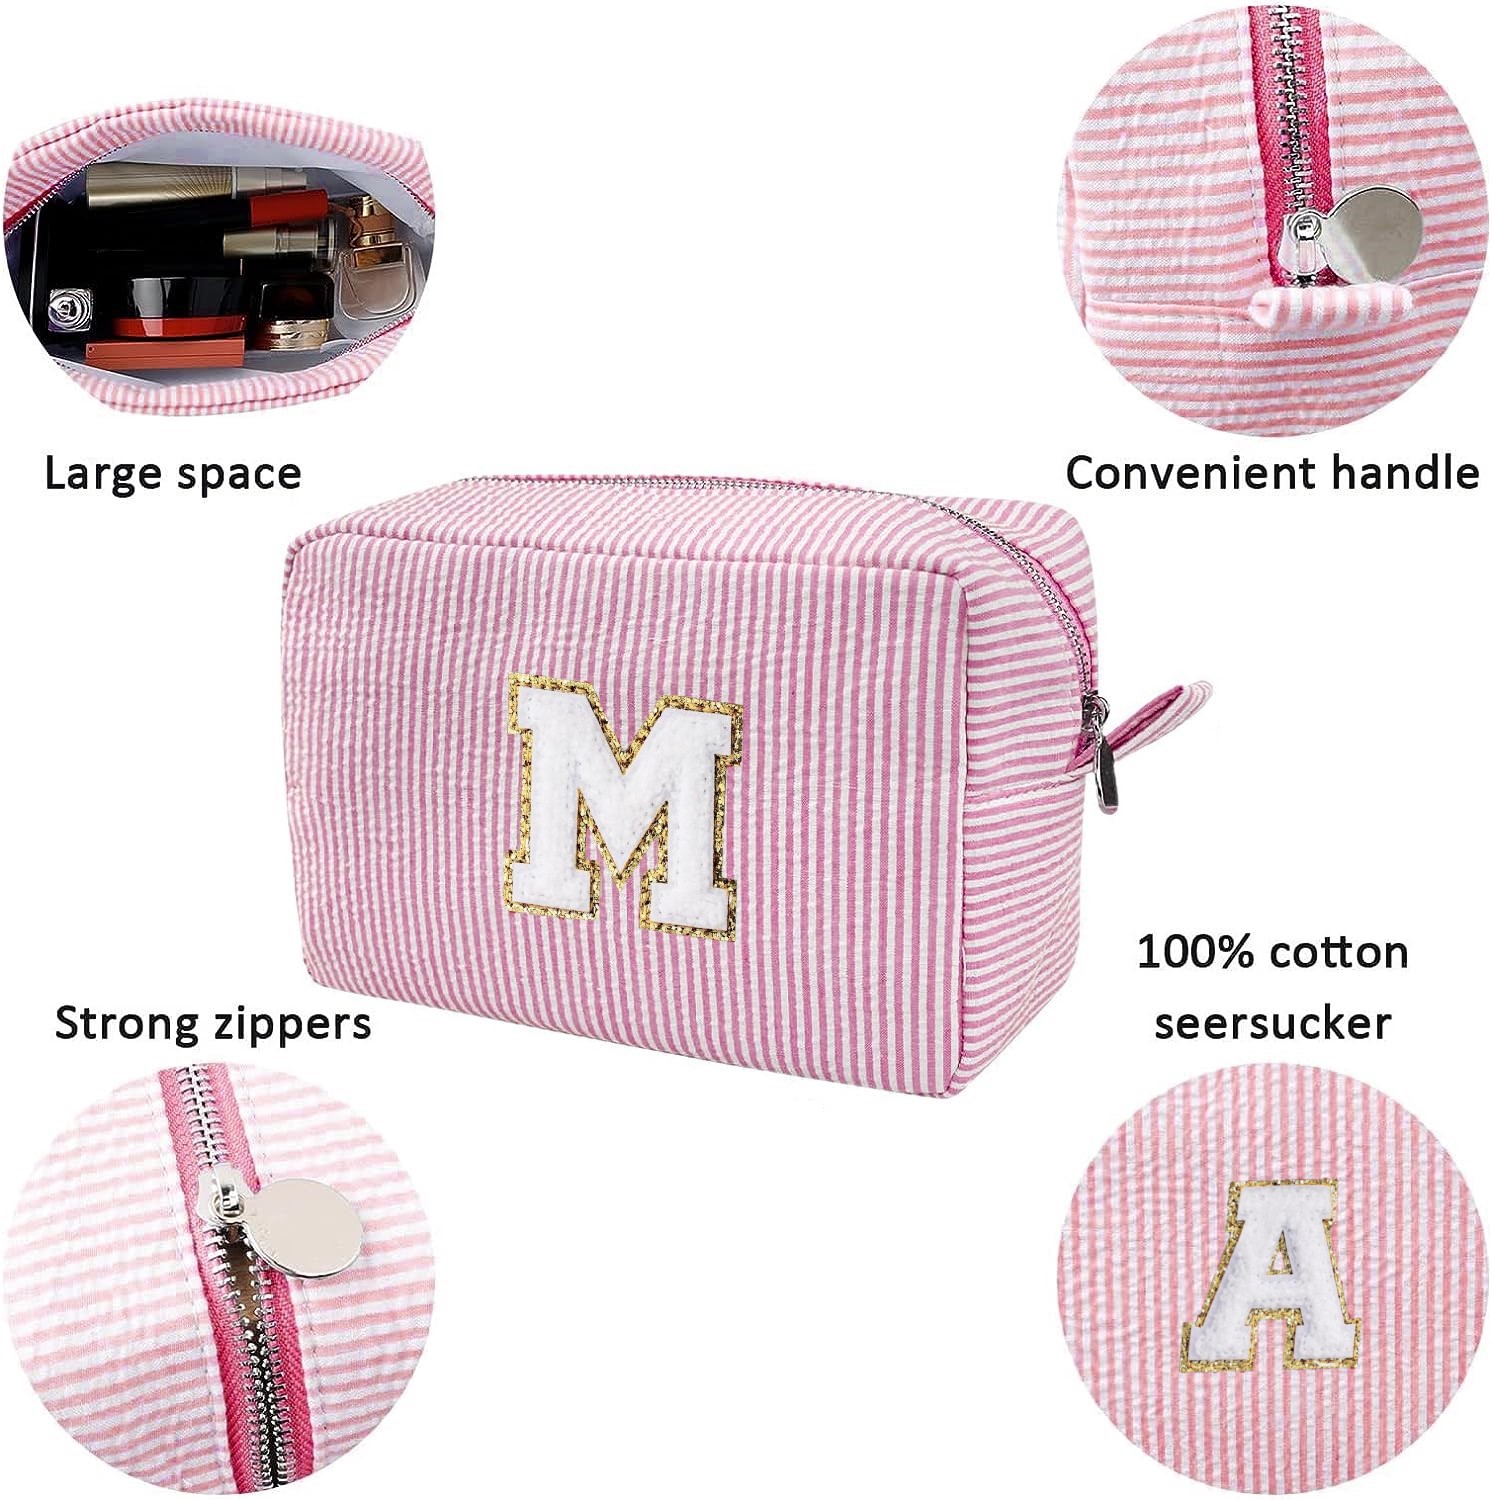 Large space
Convenient handle
M
Strong zippers
100% cotton
seersucker
A